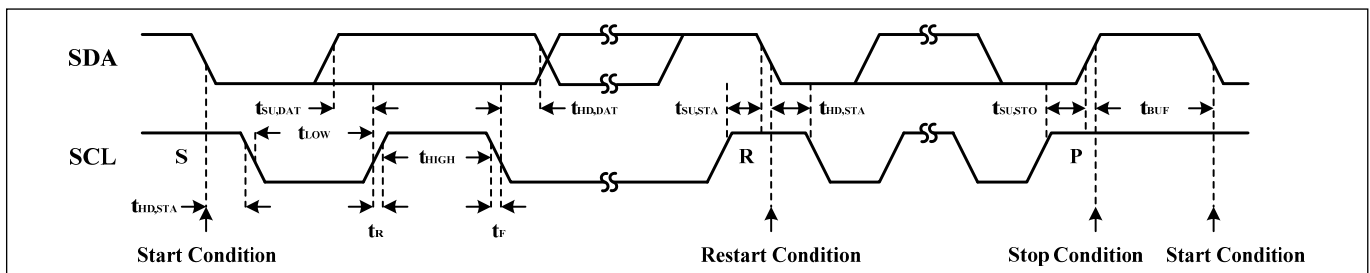 SDA
tSU,DAT
tHD,DAT
tSU,STA
tHD,STA
tSU,STO
tBUF
tLOW
SCL
S
tHIGH
R
P
tHD,STA
tR
tF
Start Condition
Restart Condition
Stop Condition
Start Condition